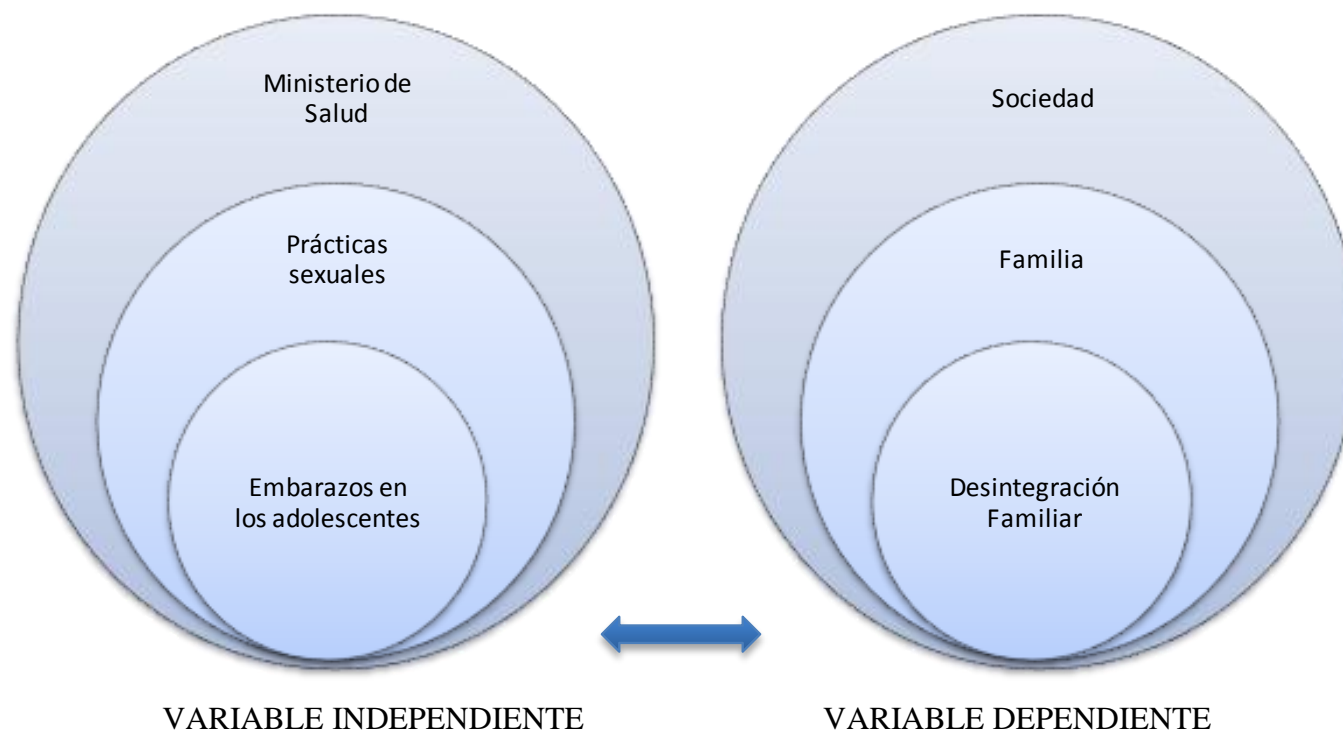 Ministerio de
Salud
Prácticas
sexuales
Embarazos en
los adolescentes
Sociedad
Familia
Desintegración
Familiar
VARIABLE INDEPENDIENTE
VARIABLE DEPENDIENTE